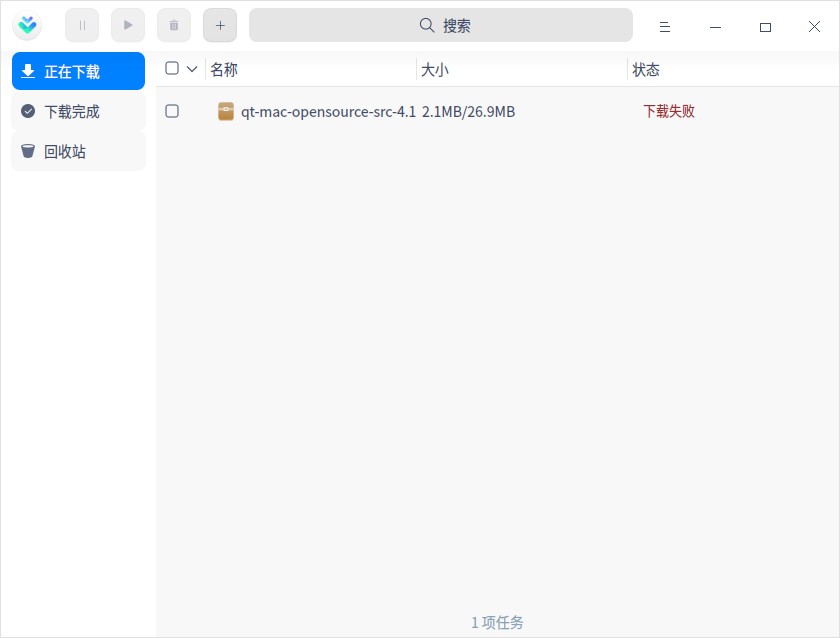 搜索
正在下载
下载完成
回收站
名称 大小 状态
qt-mac-opensource-src-4.1 2.1MB/26.9MB 下载失败
1 项任务